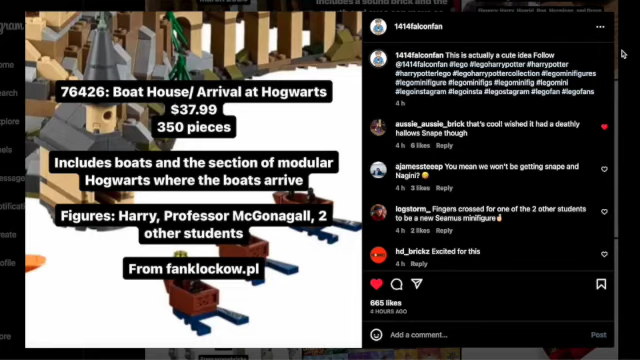 1414falconfan
76426: Boat House/ Arrival at Hogwarts
$37.99
350 pieces
Includes boats and the section of modular
Hogwarts where the boats arrive
Figures: Harry, Professor McGonagall, 2
other students
From fanklockow.pl
1414falconfan This is actually a cute idea Follow
@1414falconfan #lego #legoharrypotter #harrypotter
#harrypotterlego #legoharrypottercollection #legominifigures
#legominifigure #legominifigs #legominifig #legomini
#legoinstagram #legoinsta #legostagram #legofan #legofans
4 h
aussie_aussie_brick that's cool! wished it had a deathly
hallows Snape though
4 h 6 likes Reply
ajamessteeep You mean we won't be getting snape and
Nagini?
4 h 3 likes Reply
logstorm_ Fingers crossed for one of the 2 other students
to be a new Seamus minifigure
4 h 2 likes Reply
hd_brickz Excited for this
4 h Reply
665 likes
4 HOURS AGO
Add a comment...
Post